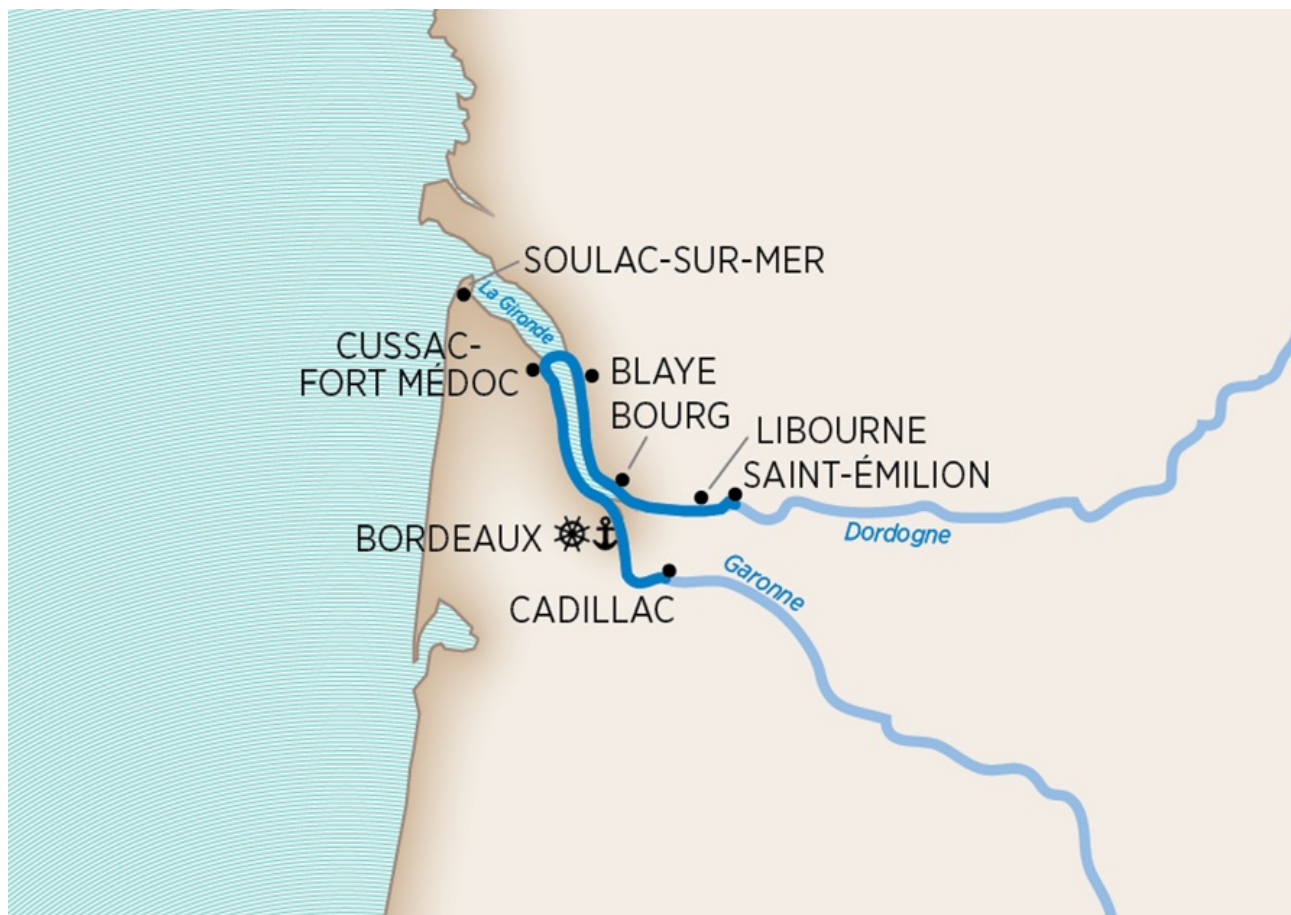 SOULAC-SUR-MER
La Gironde
CUSSAC-
FORT MÉDOC
BLAYE
BOURG
LIBOURNE
SAINT-ÉMILION
Dordogne
BORDEAUX
Garonne
CADILLAC